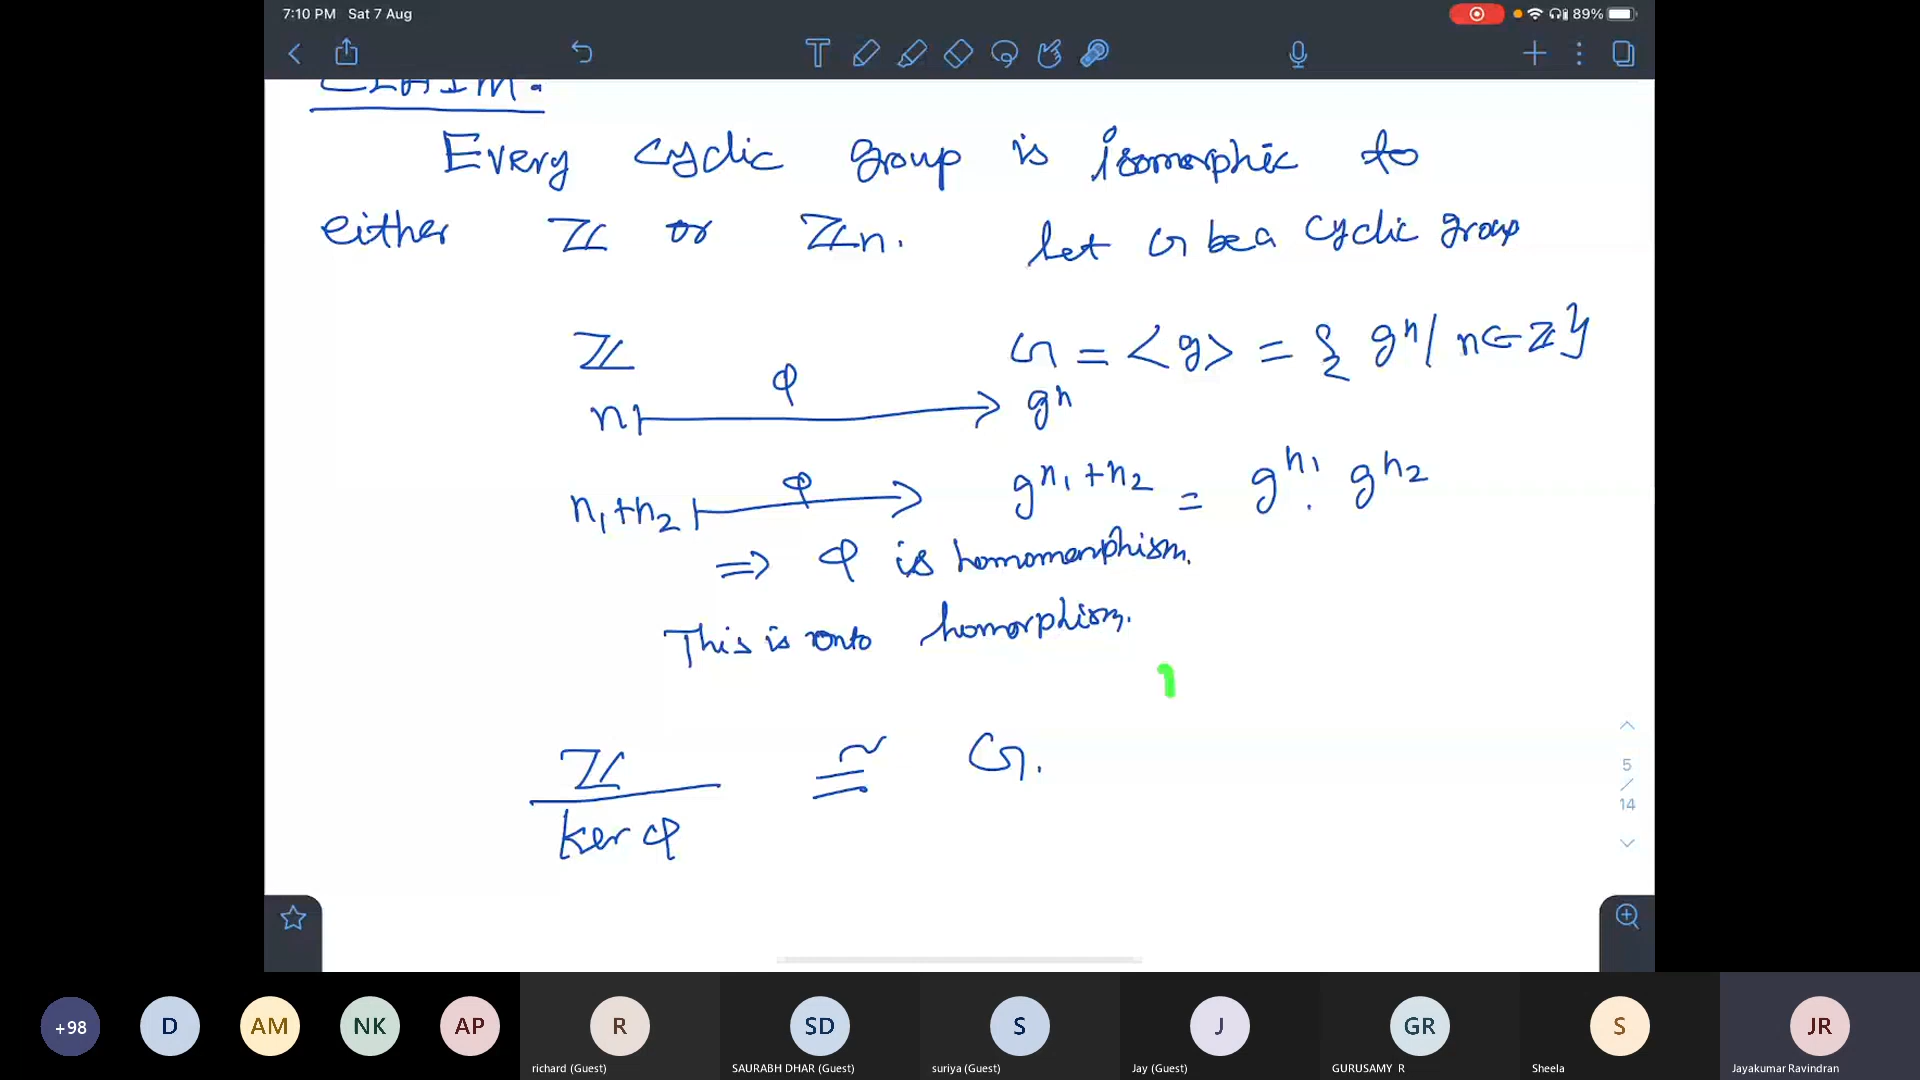 7:10 PM Sat 7 Aug
89%
CLAIM.
Every cyclic group is isomorphic to
either ℤ or ℤn. let G be a cyclic group
ℤ G = <g> = { gⁿ / n ∈ ℤ }
φ
n ↦ gⁿ
φ
n₁+n₂ ↦ g^{n₁+n₂} = g^{n₁} . g^{n₂}
⇒ φ is homomorphism.
This is onto homorphism.
ℤ / ker φ ≅ G.
5
/
14
+98 D AM NK AP R SD S J GR S JR
richard (Guest) SAURABH DHAR (Guest) suriya (Guest) Jay (Guest) GURUSAMY R Sheela Jayakumar Ravindran